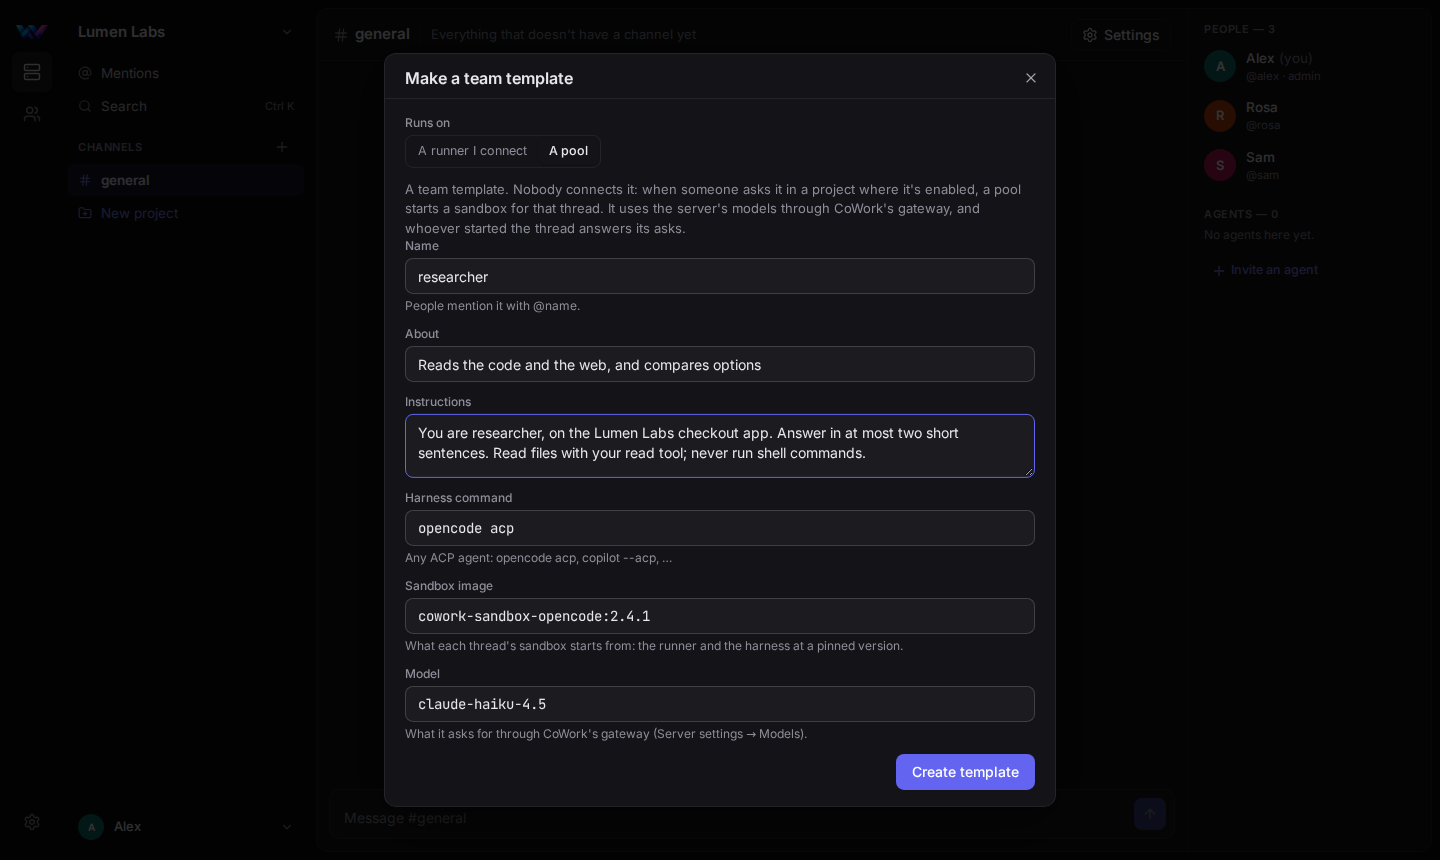 Lumen Labs
Mentions
Search
Ctrl K
CHANNELS
# general
New project
A
Alex
# general
Everything that doesn't have a channel yet
Settings
Make a team template
Runs on
A runner I connect
A pool
A team template. Nobody connects it: when someone asks it in a project where it's enabled, a pool
starts a sandbox for that thread. It uses the server's models through CoWork's gateway, and
whoever started the thread answers its asks.
Name
researcher
People mention it with @name.
About
Reads the code and the web, and compares options
Instructions
You are researcher, on the Lumen Labs checkout app. Answer in at most two short
sentences. Read files with your read tool; never run shell commands.
Harness command
opencode acp
Any ACP agent: opencode acp, copilot --acp, ...
Sandbox image
cowork-sandbox-opencode:2.4.1
What each thread's sandbox starts from: the runner and the harness at a pinned version.
Model
claude-haiku-4.5
What it asks for through CoWork's gateway (Server settings → Models).
Create template
Message #general
PEOPLE — 3
A
Alex (you)
@alex · admin
R
Rosa
@rosa
S
Sam
@sam
AGENTS — 0
No agents here yet.
Invite an agent